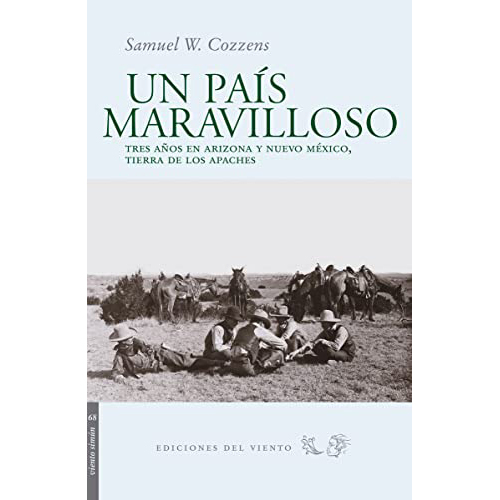 Samuel W. Cozzens
UN PAÍS
MARAVILLOSO
TRES AÑOS EN ARIZONA Y NUEVO MÉXICO,
TIERRA DE LOS APACHES
68
viento simún
EDICIONES DEL VIENTO